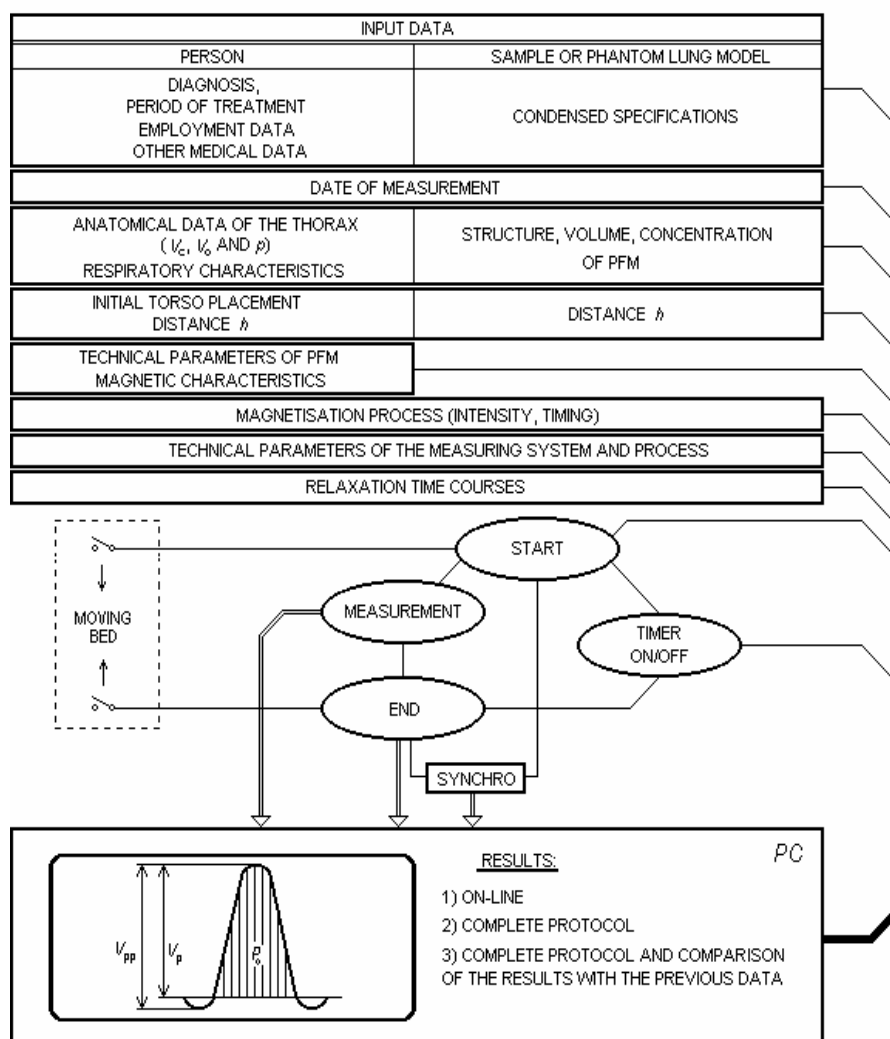 INPUT DATA
PERSON
SAMPLE OR PHANTOM LUNG MODEL
DIAGNOSIS,
PERIOD OF TREATMENT
EMPLOYMENT DATA
OTHER MEDICAL DATA
CONDENSED SPECIFICATIONS
DATE OF MEASUREMENT
ANATOMICAL DATA OF THE THORAX
( Vc, Vo AND p)
RESPIRATORY CHARACTERISTICS
STRUCTURE, VOLUME, CONCENTRATION
OF PFM
INITIAL TORSO PLACEMENT
DISTANCE h
DISTANCE h
TECHNICAL PARAMETERS OF PFM
MAGNETIC CHARACTERISTICS
MAGNETISATION PROCESS (INTENSITY, TIMING)
TECHNICAL PARAMETERS OF THE MEASURING SYSTEM AND PROCESS
RELAXATION TIME COURSES
START
MEASUREMENT
MOVING
BED
TIMER
ON/OFF
END
SYNCHRO
PC
RESULTS:
1) ON-LINE
2) COMPLETE PROTOCOL
3) COMPLETE PROTOCOL AND COMPARISON
OF THE RESULTS WITH THE PREVIOUS DATA
Vpp
Vp